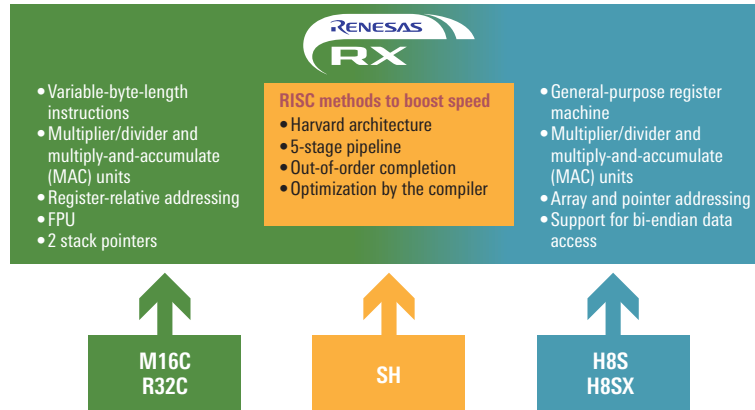 RENESAS
RX
• Variable-byte-length
instructions
• Multiplier/divider and
multiply-and-accumulate
(MAC) units
• Register-relative addressing
• FPU
• 2 stack pointers
RISC methods to boost speed
• Harvard architecture
• 5-stage pipeline
• Out-of-order completion
• Optimization by the compiler
• General-purpose register
machine
• Multiplier/divider and
multiply-and-accumulate
(MAC) units
• Array and pointer addressing
• Support for bi-endian data
access
M16C
R32C
SH
H8S
H8SX